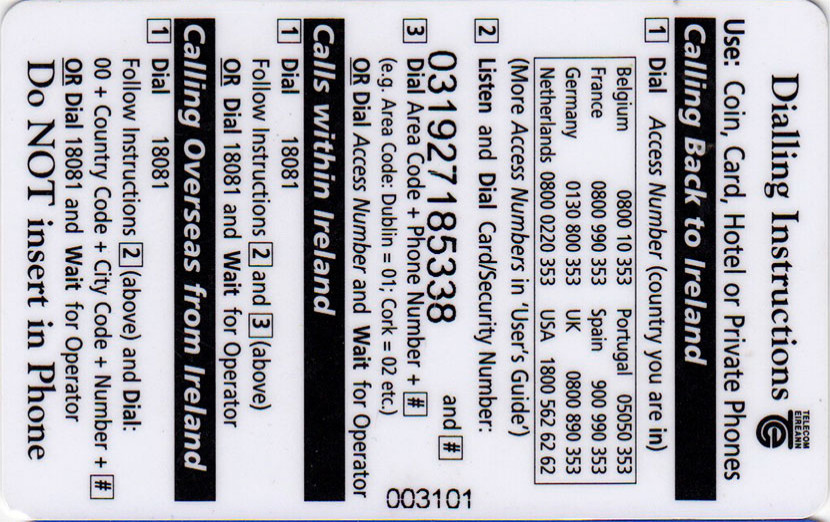 Dialling Instructions
TELECOM
EIREANN
Use: Coin, Card, Hotel or Private Phones
Calling Back to Ireland
1 Dial Access Number (country you are in)
Belgium 0800 10 353 Portugal 05050 353
France 0800 990 353 Spain 900 990 353
Germany 0130 800 353 UK 0800 890 353
Netherlands 0800 0220 353 USA 1800 562 62 62
(More Access Numbers in 'User's Guide')
2 Listen and Dial Card/Security Number:
031927185338 and #
3 Dial Area Code + Phone Number + #
(e.g. Area Code: Dublin = 01; Cork = 02 etc.)
OR Dial Access Number and Wait for Operator
003101
Calls within Ireland
1 Dial 18081
Follow Instructions 2 and 3 (above)
OR Dial 18081 and Wait for Operator
Calling Overseas from Ireland
1 Dial 18081
Follow Instructions 2 (above) and Dial:
00 + Country Code + City Code + Number + #
OR Dial 18081 and Wait for Operator
Do NOT insert in Phone